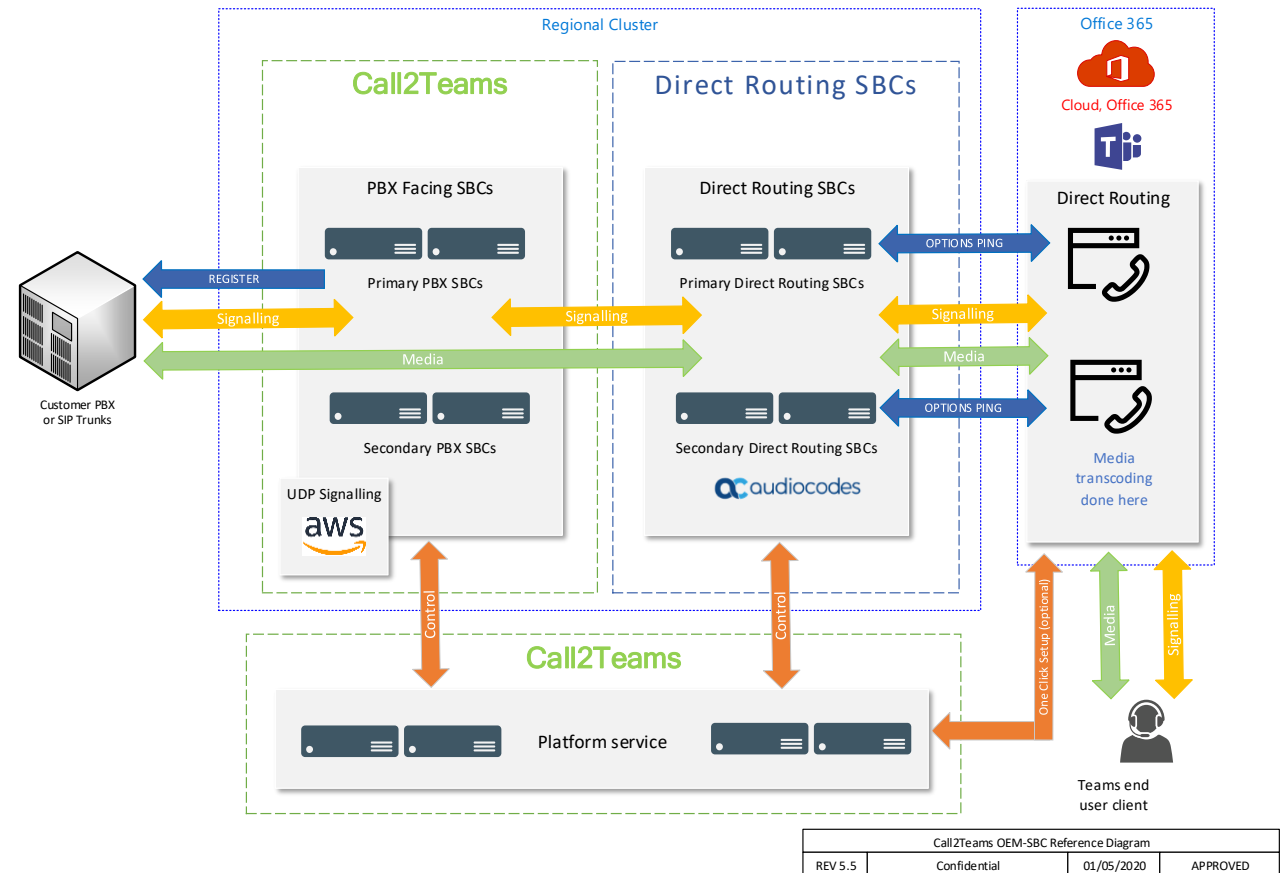 Regional Cluster
Office 365
Call2Teams
Direct Routing SBCs
Cloud, Office 365
T
PBX Facing SBCs
Direct Routing SBCs
Direct Routing
OPTIONS PING
REGISTER
Primary PBX SBCs
Primary Direct Routing SBCs
Signalling
Signalling
Signalling
Media
Media
OPTIONS PING
Customer PBX
or SIP Trunks
Secondary PBX SBCs
Secondary Direct Routing SBCs
Media
transcoding
done here
audiocodes
UDP Signalling
aws
Control
Control
One Click Setup (optional)
Media
Signalling
Call2Teams
Platform service
Teams end
user client
Call2Teams OEM-SBC Reference Diagram
REV 5.5 Confidential 01/05/2020 APPROVED